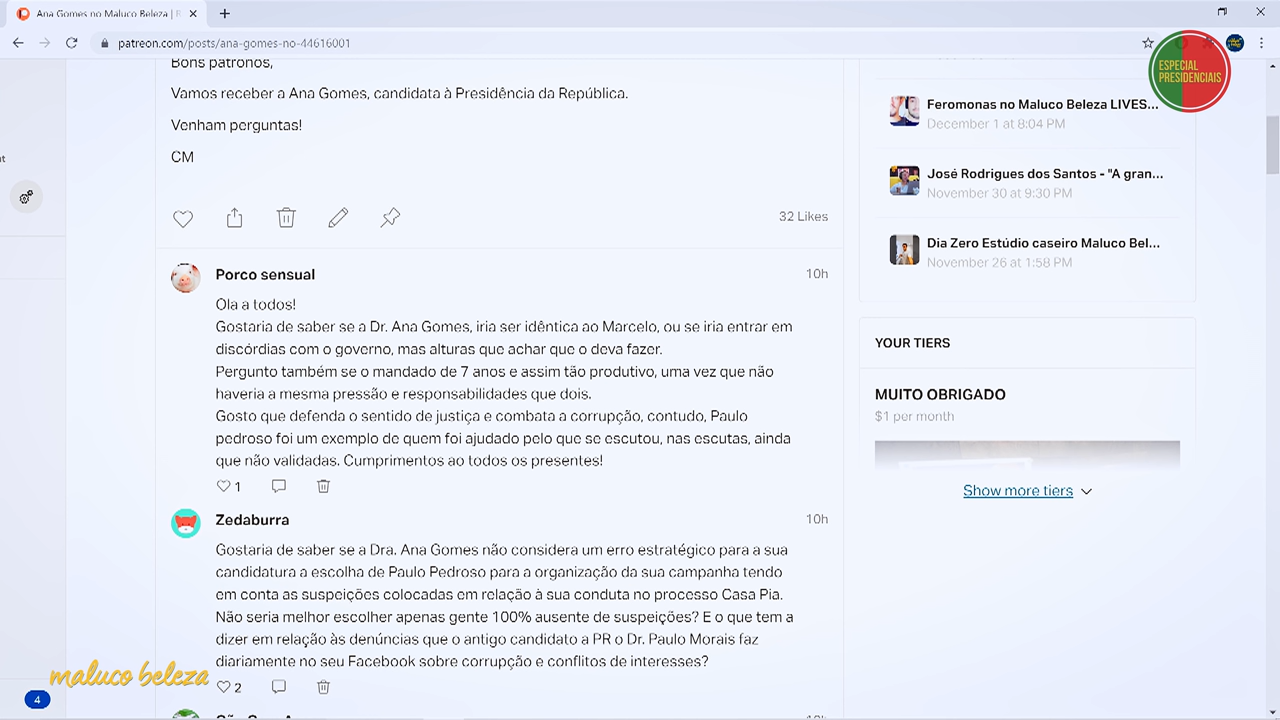 Ana Gomes no Maluco Beleza | R
patreon.com/posts/ana-gomes-no-44616001
ESPECIAL
PRESIDENCIAIS
Bons patronos,
Vamos receber a Ana Gomes, candidata à Presidência da República.
Venham perguntas!
CM
32 Likes
Porco sensual
10h
Ola a todos!
Gostaria de saber se a Dr. Ana Gomes, iria ser idêntica ao Marcelo, ou se iria entrar em
discórdias com o governo, mas alturas que achar que o deva fazer.
Pergunto também se o mandado de 7 anos e assim tão produtivo, uma vez que não
haveria a mesma pressão e responsabilidades que dois.
Gosto que defenda o sentido de justiça e combata a corrupção, contudo, Paulo
pedroso foi um exemplo de quem foi ajudado pelo que se escutou, nas escutas, ainda
que não validadas. Cumprimentos ao todos os presentes!
1
Zedaburra
10h
Gostaria de saber se a Dra. Ana Gomes não considera um erro estratégico para a sua
candidatura a escolha de Paulo Pedroso para a organização da sua campanha tendo
em conta as suspeições colocadas em relação à sua conduta no processo Casa Pia.
Não seria melhor escolher apenas gente 100% ausente de suspeições? E o que tem a
dizer em relação às denúncias que o antigo candidato a PR o Dr. Paulo Morais faz
diariamente no seu Facebook sobre corrupção e conflitos de interesses?
2
Feromonas no Maluco Beleza LIVES...
December 1 at 8:04 PM
José Rodrigues dos Santos - "A gran...
November 30 at 9:30 PM
Dia Zero Estúdio caseiro Maluco Bel...
November 26 at 1:58 PM
YOUR TIERS
MUITO OBRIGADO
$1 per month
Show more tiers
maluco beleza
4